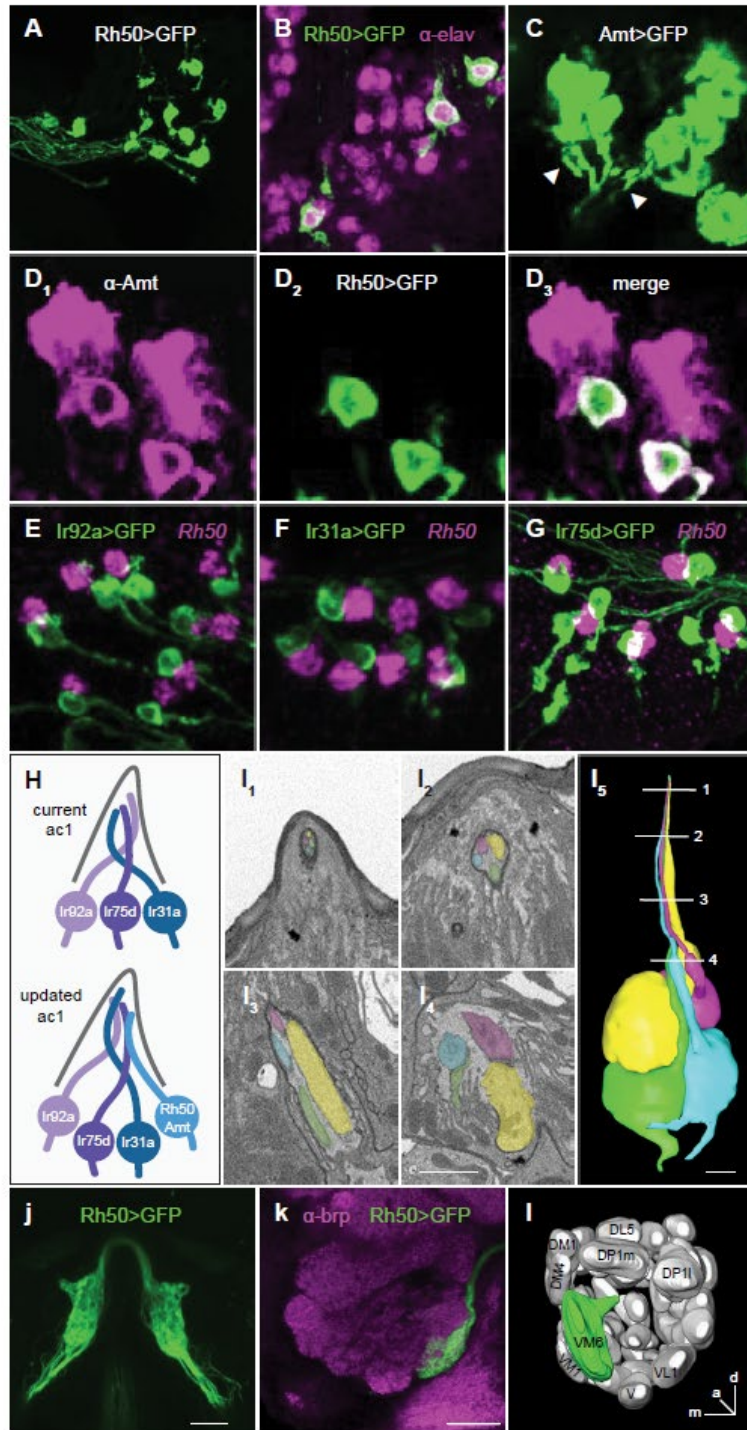 A Rh50>GFP
B Rh50>GFP α-elav
C Amt>GFP
D1 α-Amt
D2 Rh50>GFP
D3 merge
E Ir92a>GFP Rh50
F Ir31a>GFP Rh50
G Ir75d>GFP Rh50
H
current
ac1
Ir92a Ir75d Ir31a
updated
ac1
Rh50
Amt
Ir92a
Ir75d Ir31a
I1
I2
I3
I4
I5
1
2
3
4
j Rh50>GFP
k α-brp Rh50>GFP
l
DL5
DM1
DP1m
DM4
DP1l
VM6
VM1
VL1
V
d
a
m